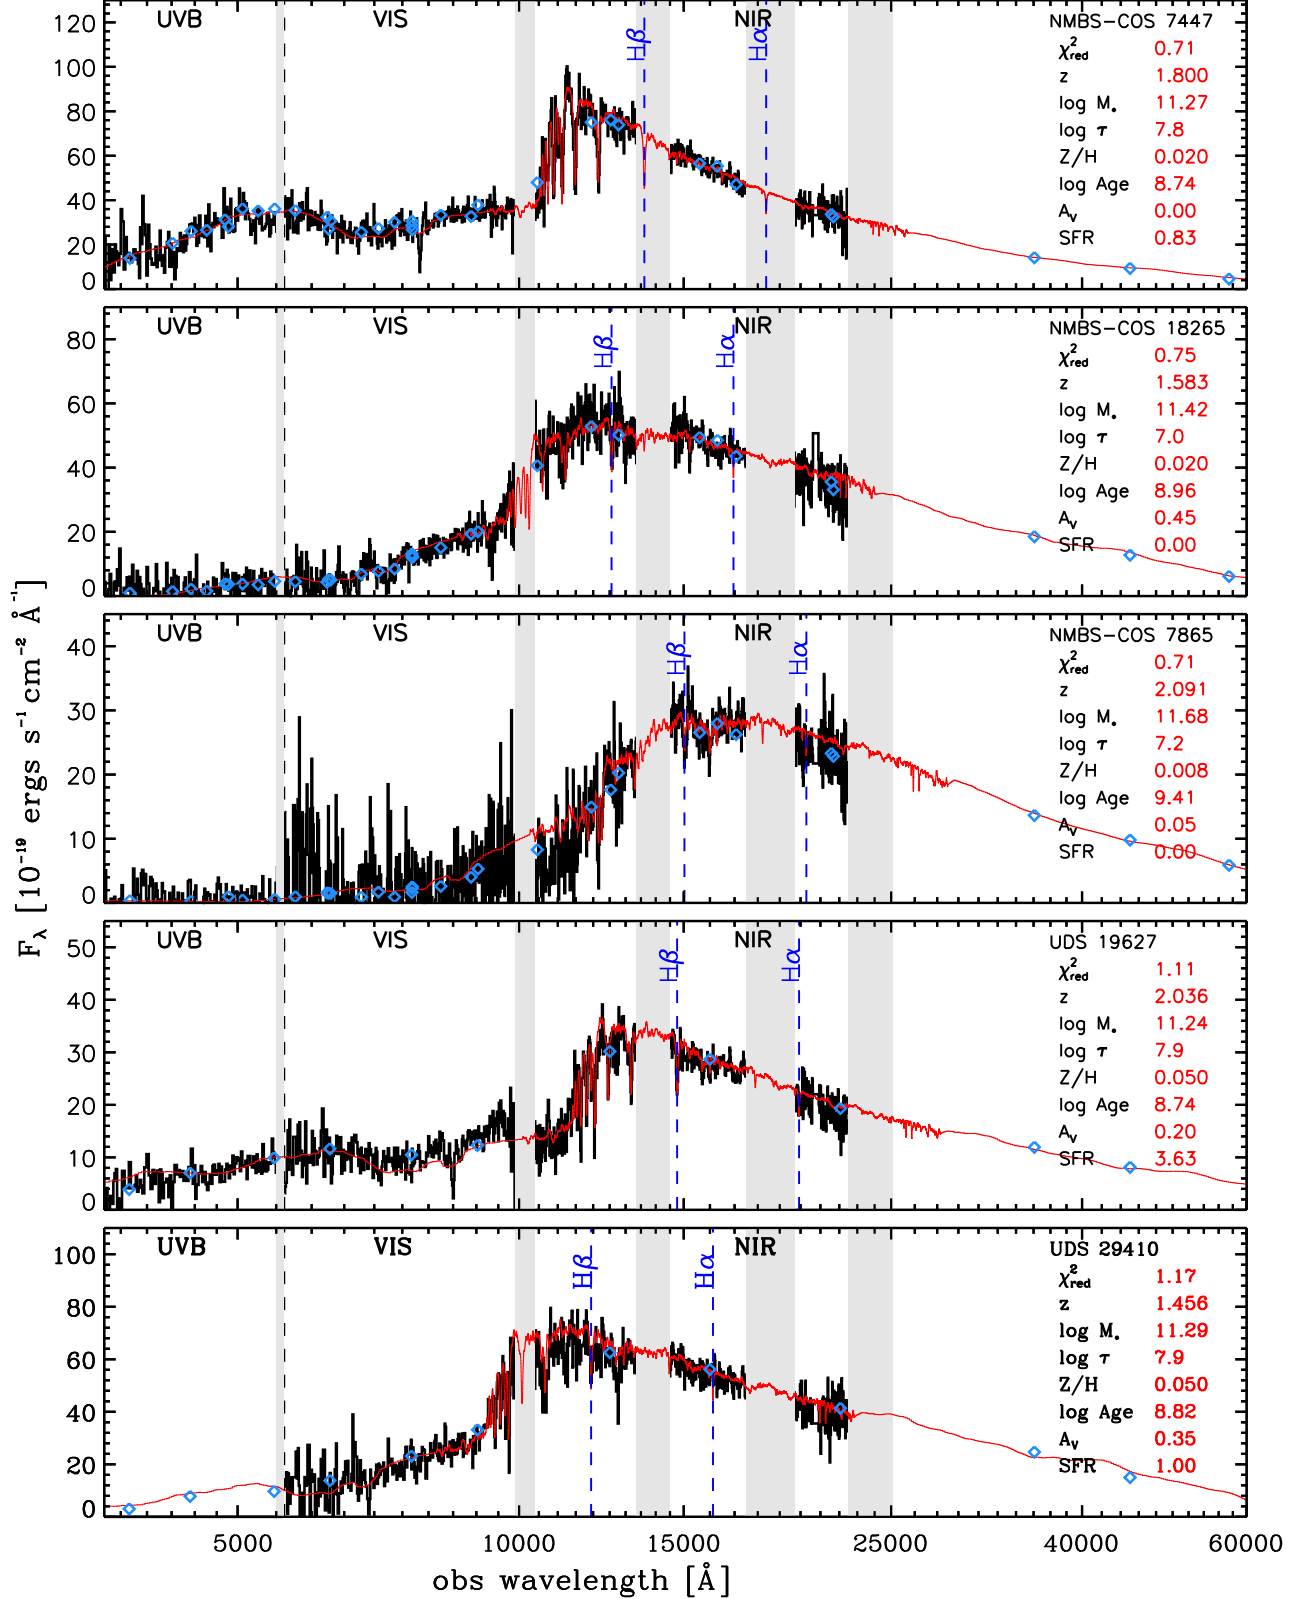 UVB VIS NIR NMBS-COS 7447
Hβ Hα
χ²red 0.71
z 1.800
log M* 11.27
log τ 7.8
Z/H 0.020
log Age 8.74
Av 0.00
SFR 0.83
120
100
80
60
40
20
0
UVB VIS NIR NMBS-COS 18265
Hβ Hα
χ²red 0.75
z 1.583
log M* 11.42
log τ 7.0
Z/H 0.020
log Age 8.96
Av 0.45
SFR 0.00
80
60
40
20
0
UVB VIS NIR NMBS-COS 7865
Hβ Hα
χ²red 0.71
z 2.091
log M* 11.68
log τ 7.2
Z/H 0.008
log Age 9.41
Av 0.05
SFR 0.00
40
30
20
10
0
Fλ [10⁻¹⁹ ergs s⁻¹cm⁻² Å⁻¹]
UVB VIS NIR UDS 19627
Hβ Hα
χ²red 1.11
z 2.036
log M* 11.24
log τ 7.9
Z/H 0.050
log Age 8.74
Av 0.20
SFR 3.63
50
40
30
20
10
0
UVB VIS NIR UDS 29410
Hβ Hα
χ²red 1.17
z 1.456
log M* 11.29
log τ 7.9
Z/H 0.050
log Age 8.82
Av 0.35
SFR 1.00
100
80
60
40
20
0
5000 10000 15000 25000 40000 60000
obs wavelength [Å]